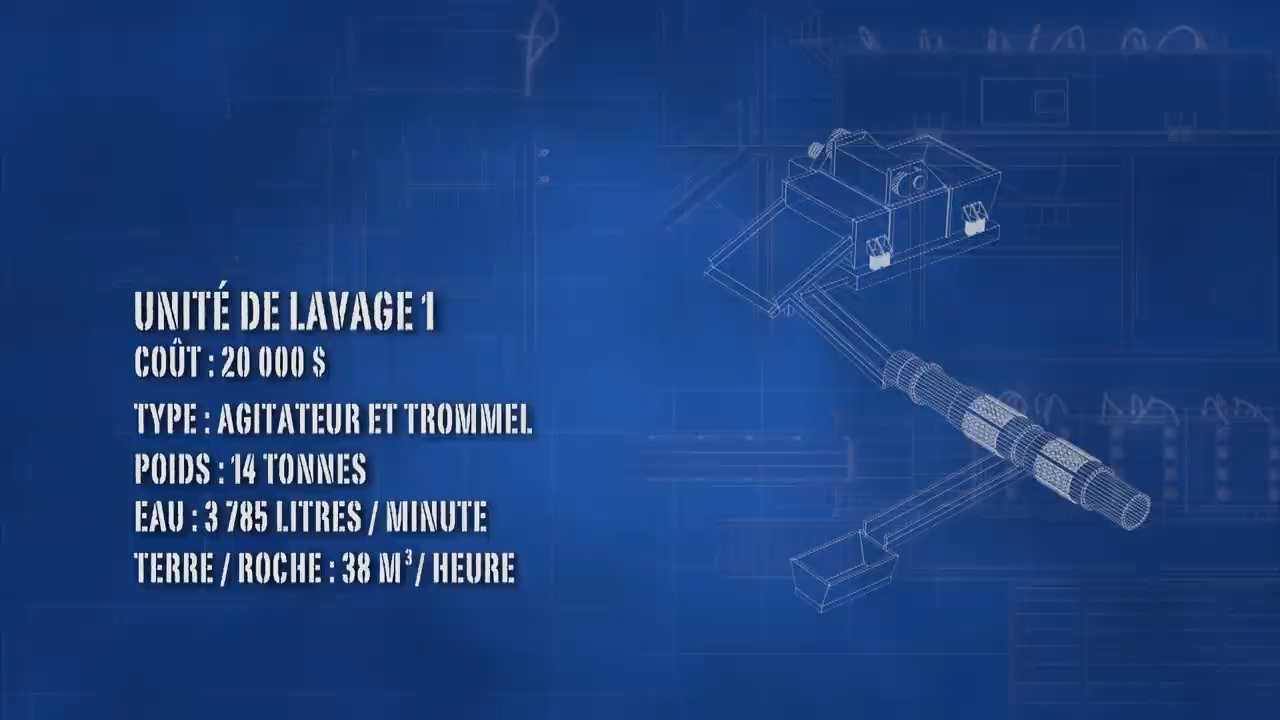 UNITÉ DE LAVAGE 1
COÛT : 20 000 $
TYPE : AGITATEUR ET TROMMEL
POIDS : 14 TONNES
EAU : 3 785 LITRES / MINUTE
TERRE / ROCHE : 38 M³ / HEURE